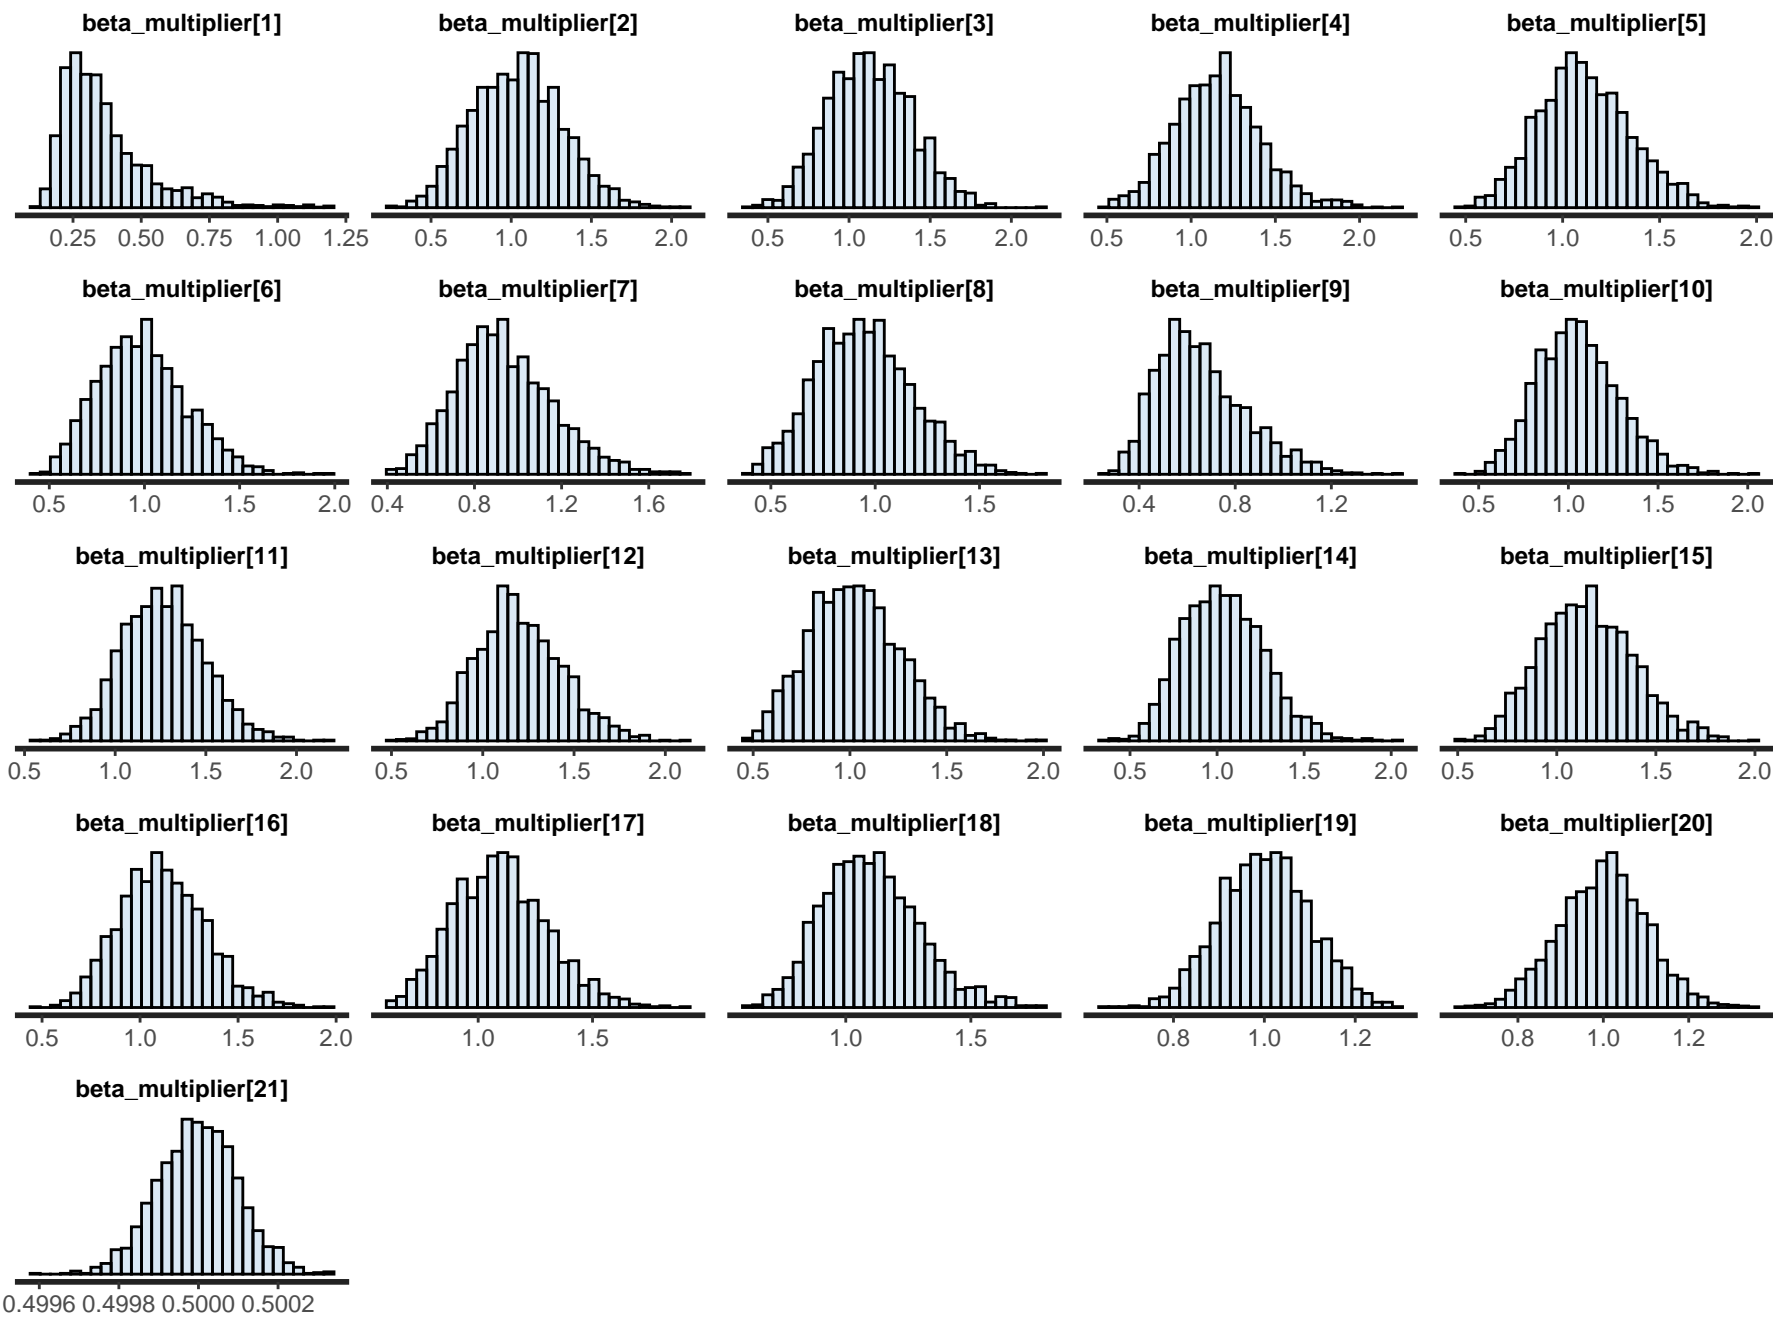 beta_multiplier[1] beta_multiplier[2] beta_multiplier[3] beta_multiplier[4] beta_multiplier[5]
0.25 0.50 0.75 1.00 1.25 0.5 1.0 1.5 2.0 0.5 1.0 1.5 2.0 0.5 1.0 1.5 2.0 0.5 1.0 1.5 2.0
beta_multiplier[6] beta_multiplier[7] beta_multiplier[8] beta_multiplier[9] beta_multiplier[10]
0.5 1.0 1.5 2.0 0.4 0.8 1.2 1.6 0.5 1.0 1.5 0.4 0.8 1.2 0.5 1.0 1.5 2.0
beta_multiplier[11] beta_multiplier[12] beta_multiplier[13] beta_multiplier[14] beta_multiplier[15]
0.5 1.0 1.5 2.0 0.5 1.0 1.5 2.0 0.5 1.0 1.5 2.0 0.5 1.0 1.5 2.0 0.5 1.0 1.5 2.0
beta_multiplier[16] beta_multiplier[17] beta_multiplier[18] beta_multiplier[19] beta_multiplier[20]
0.5 1.0 1.5 2.0 1.0 1.5 1.0 1.5 0.8 1.0 1.2 0.8 1.0 1.2
beta_multiplier[21]
0.4996 0.4998 0.5000 0.5002